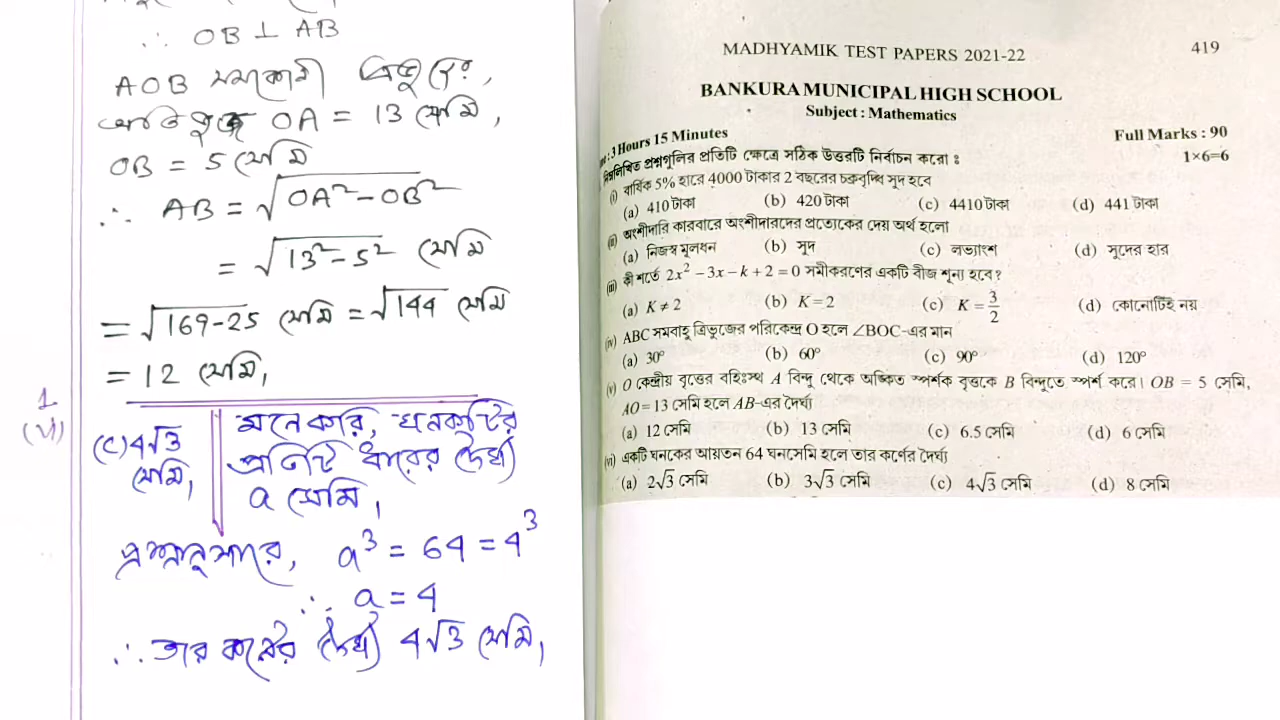 ∴ OB ⊥ AB
AOB সমকোণী ত্রিভুজের,
অতিভুজ OA = 13 সেমি,
OB = 5 সেমি
∴ AB = √OA² – OB²
= √13² – 5² সেমি
= √169 – 25 সেমি = √144 সেমি
= 12 সেমি,
1
(vi)
(c) 4√3
সেমি,
মনে করি, ঘনকটির
প্রতিটি ধারের দৈর্ঘ্য
a সেমি,
প্রশ্নানুসারে, a³ = 64 = 4³
∴ a = 4
∴ তার কর্ণের দৈর্ঘ্য 4√3 সেমি,
MADHYAMIK TEST PAPERS 2021-22 419
BANKURA MUNICIPAL HIGH SCHOOL
Subject : Mathematics
: 3 Hours 15 Minutes Full Marks : 90
নিম্নলিখিত প্রশ্নগুলির প্রতিটি ক্ষেত্রে সঠিক উত্তরটি নির্বাচন করো : 1×6=6
(i) বার্ষিক 5% হারে 4000 টাকার 2 বছরের চক্রবৃদ্ধি সুদ হবে
(a) 410 টাকা (b) 420 টাকা (c) 4410 টাকা (d) 441 টাকা
(ii) অংশীদারি কারবারে অংশীদারদের প্রত্যেকের দেয় অর্থ হলো
(a) নিজস্ব মূলধন (b) সুদ (c) লভ্যাংশ (d) সুদের হার
(iii) কী শর্তে 2x² – 3x – k + 2 = 0 সমীকরণের একটি বীজ শূন্য হবে?
(a) K ≠ 2 (b) K = 2 (c) K = 3/2 (d) কোনোটিই নয়
(iv) ABC সমবাহু ত্রিভুজের পরিকেন্দ্র O হলে ∠BOC-এর মান
(a) 30° (b) 60° (c) 90° (d) 120°
(v) O কেন্দ্রীয় বৃত্তের বহিঃস্থ A বিন্দু থেকে অঙ্কিত স্পর্শক বৃত্তকে B বিন্দুতে স্পর্শ করে। OB = 5 সেমি,
AO = 13 সেমি হলে AB-এর দৈর্ঘ্য
(a) 12 সেমি (b) 13 সেমি (c) 6.5 সেমি (d) 6 সেমি
(vi) একটি ঘনকের আয়তন 64 ঘনসেমি হলে তার কর্ণের দৈর্ঘ্য
(a) 2√3 সেমি (b) 3√3 সেমি (c) 4√3 সেমি (d) 8 সেমি